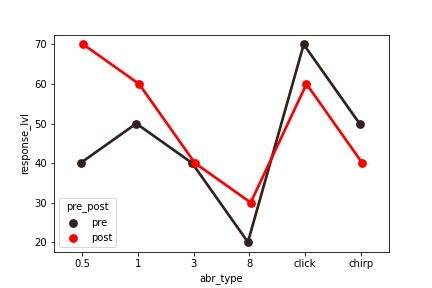 70
60
50
40
30
20
response_lvl
pre_post
pre
post
0.5 1 3 8 click chirp
abr_type